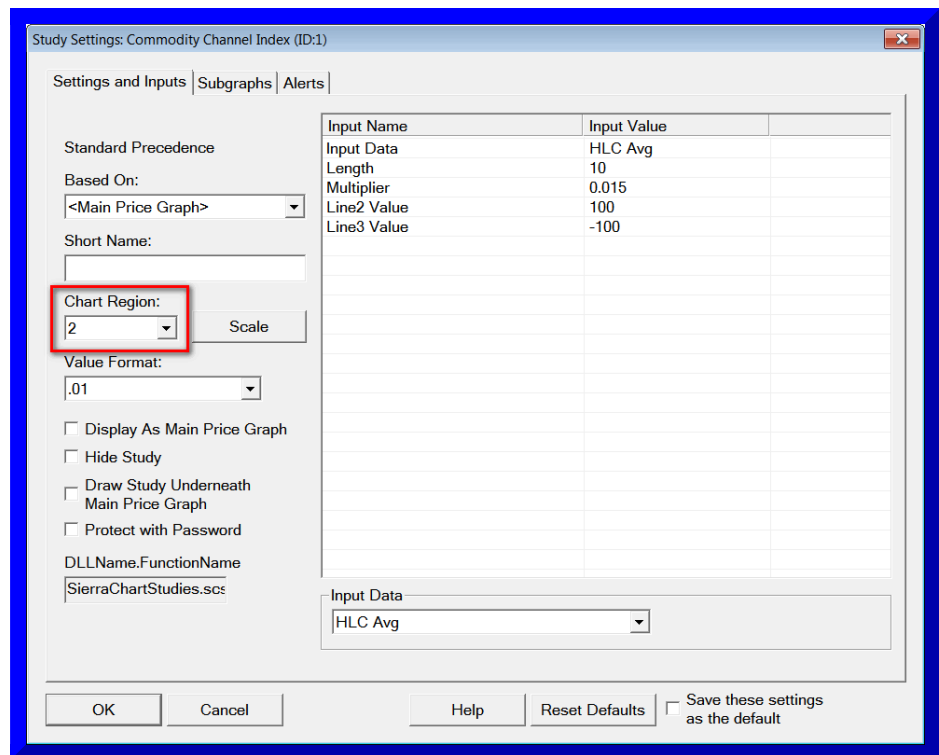 Study Settings: Commodity Channel Index (ID:1)
Settings and Inputs Subgraphs Alerts
Standard Precedence
Based On:
<Main Price Graph>
Short Name:
Chart Region:
2 Scale
Value Format:
.01
Display As Main Price Graph
Hide Study
Draw Study Underneath
Main Price Graph
Protect with Password
DLLName.FunctionName
SierraChartStudies.scs
Input Name Input Value
Input Data HLC Avg
Length 10
Multiplier 0.015
Line2 Value 100
Line3 Value -100
Input Data
HLC Avg
OK Cancel Help Reset Defaults Save these settings
as the default